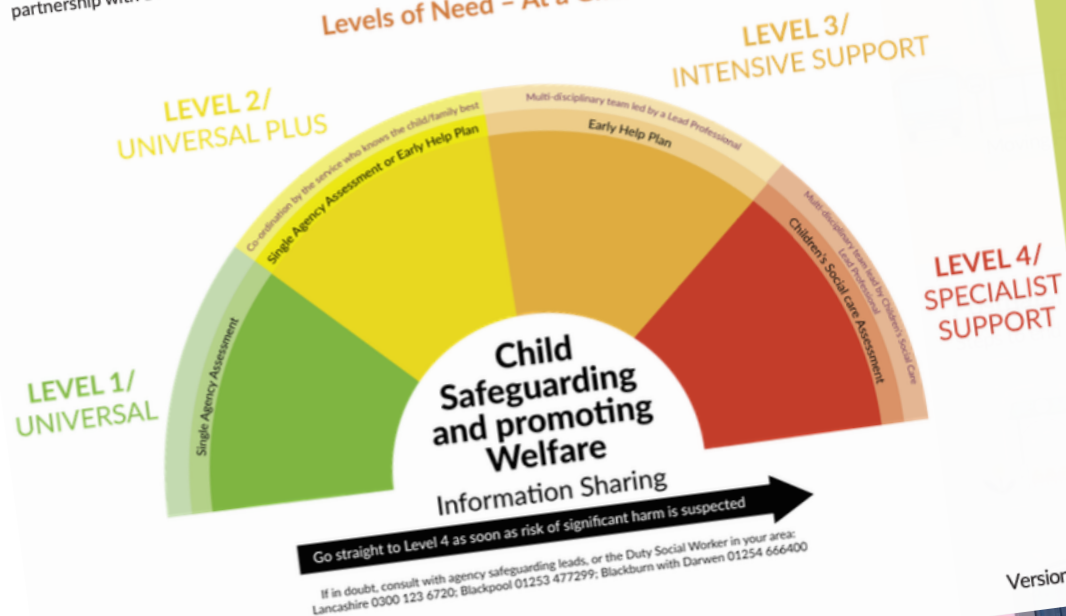 partnership with
Levels of Need – At a
LEVEL 3/
INTENSIVE SUPPORT
LEVEL 2/
UNIVERSAL PLUS
Multi-disciplinary team led by a Lead Professional
Early Help Plan
Co-ordination by the service who knows the child/family best
Single Agency Assessment or Early Help Plan
Multi-disciplinary team lead by Children's Social Care
Lead Professional
Children's Social care Assessment
LEVEL 4/
SPECIALIST
SUPPORT
LEVEL 1/
UNIVERSAL
Single Agency Assessment
Child
Safeguarding
and promoting
Welfare
Information Sharing
Go straight to Level 4 as soon as risk of significant harm is suspected
If in doubt, consult with agency safeguarding leads, or the Duty Social Worker in your area:
Lancashire 0300 123 6720; Blackpool 01253 477299; Blackburn with Darwen 01254 666400
Version